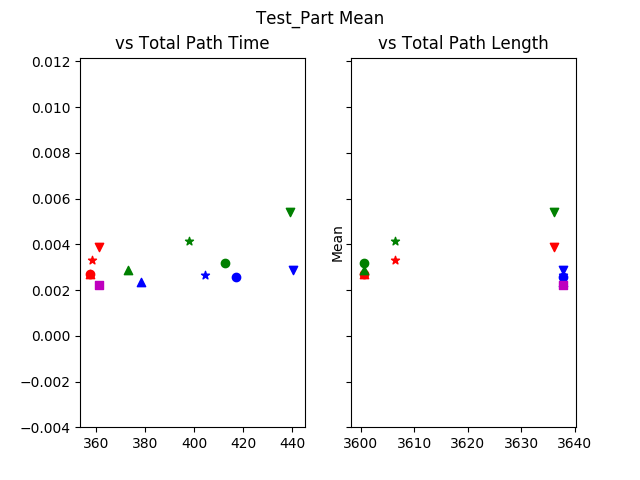 Test_Part Mean
vs Total Path Time
vs Total Path Length
0.012
0.010
0.008
0.006
0.004
0.002
0.000
−0.002
−0.004
Mean
360 380 400 420 440
3600 3610 3620 3630 3640